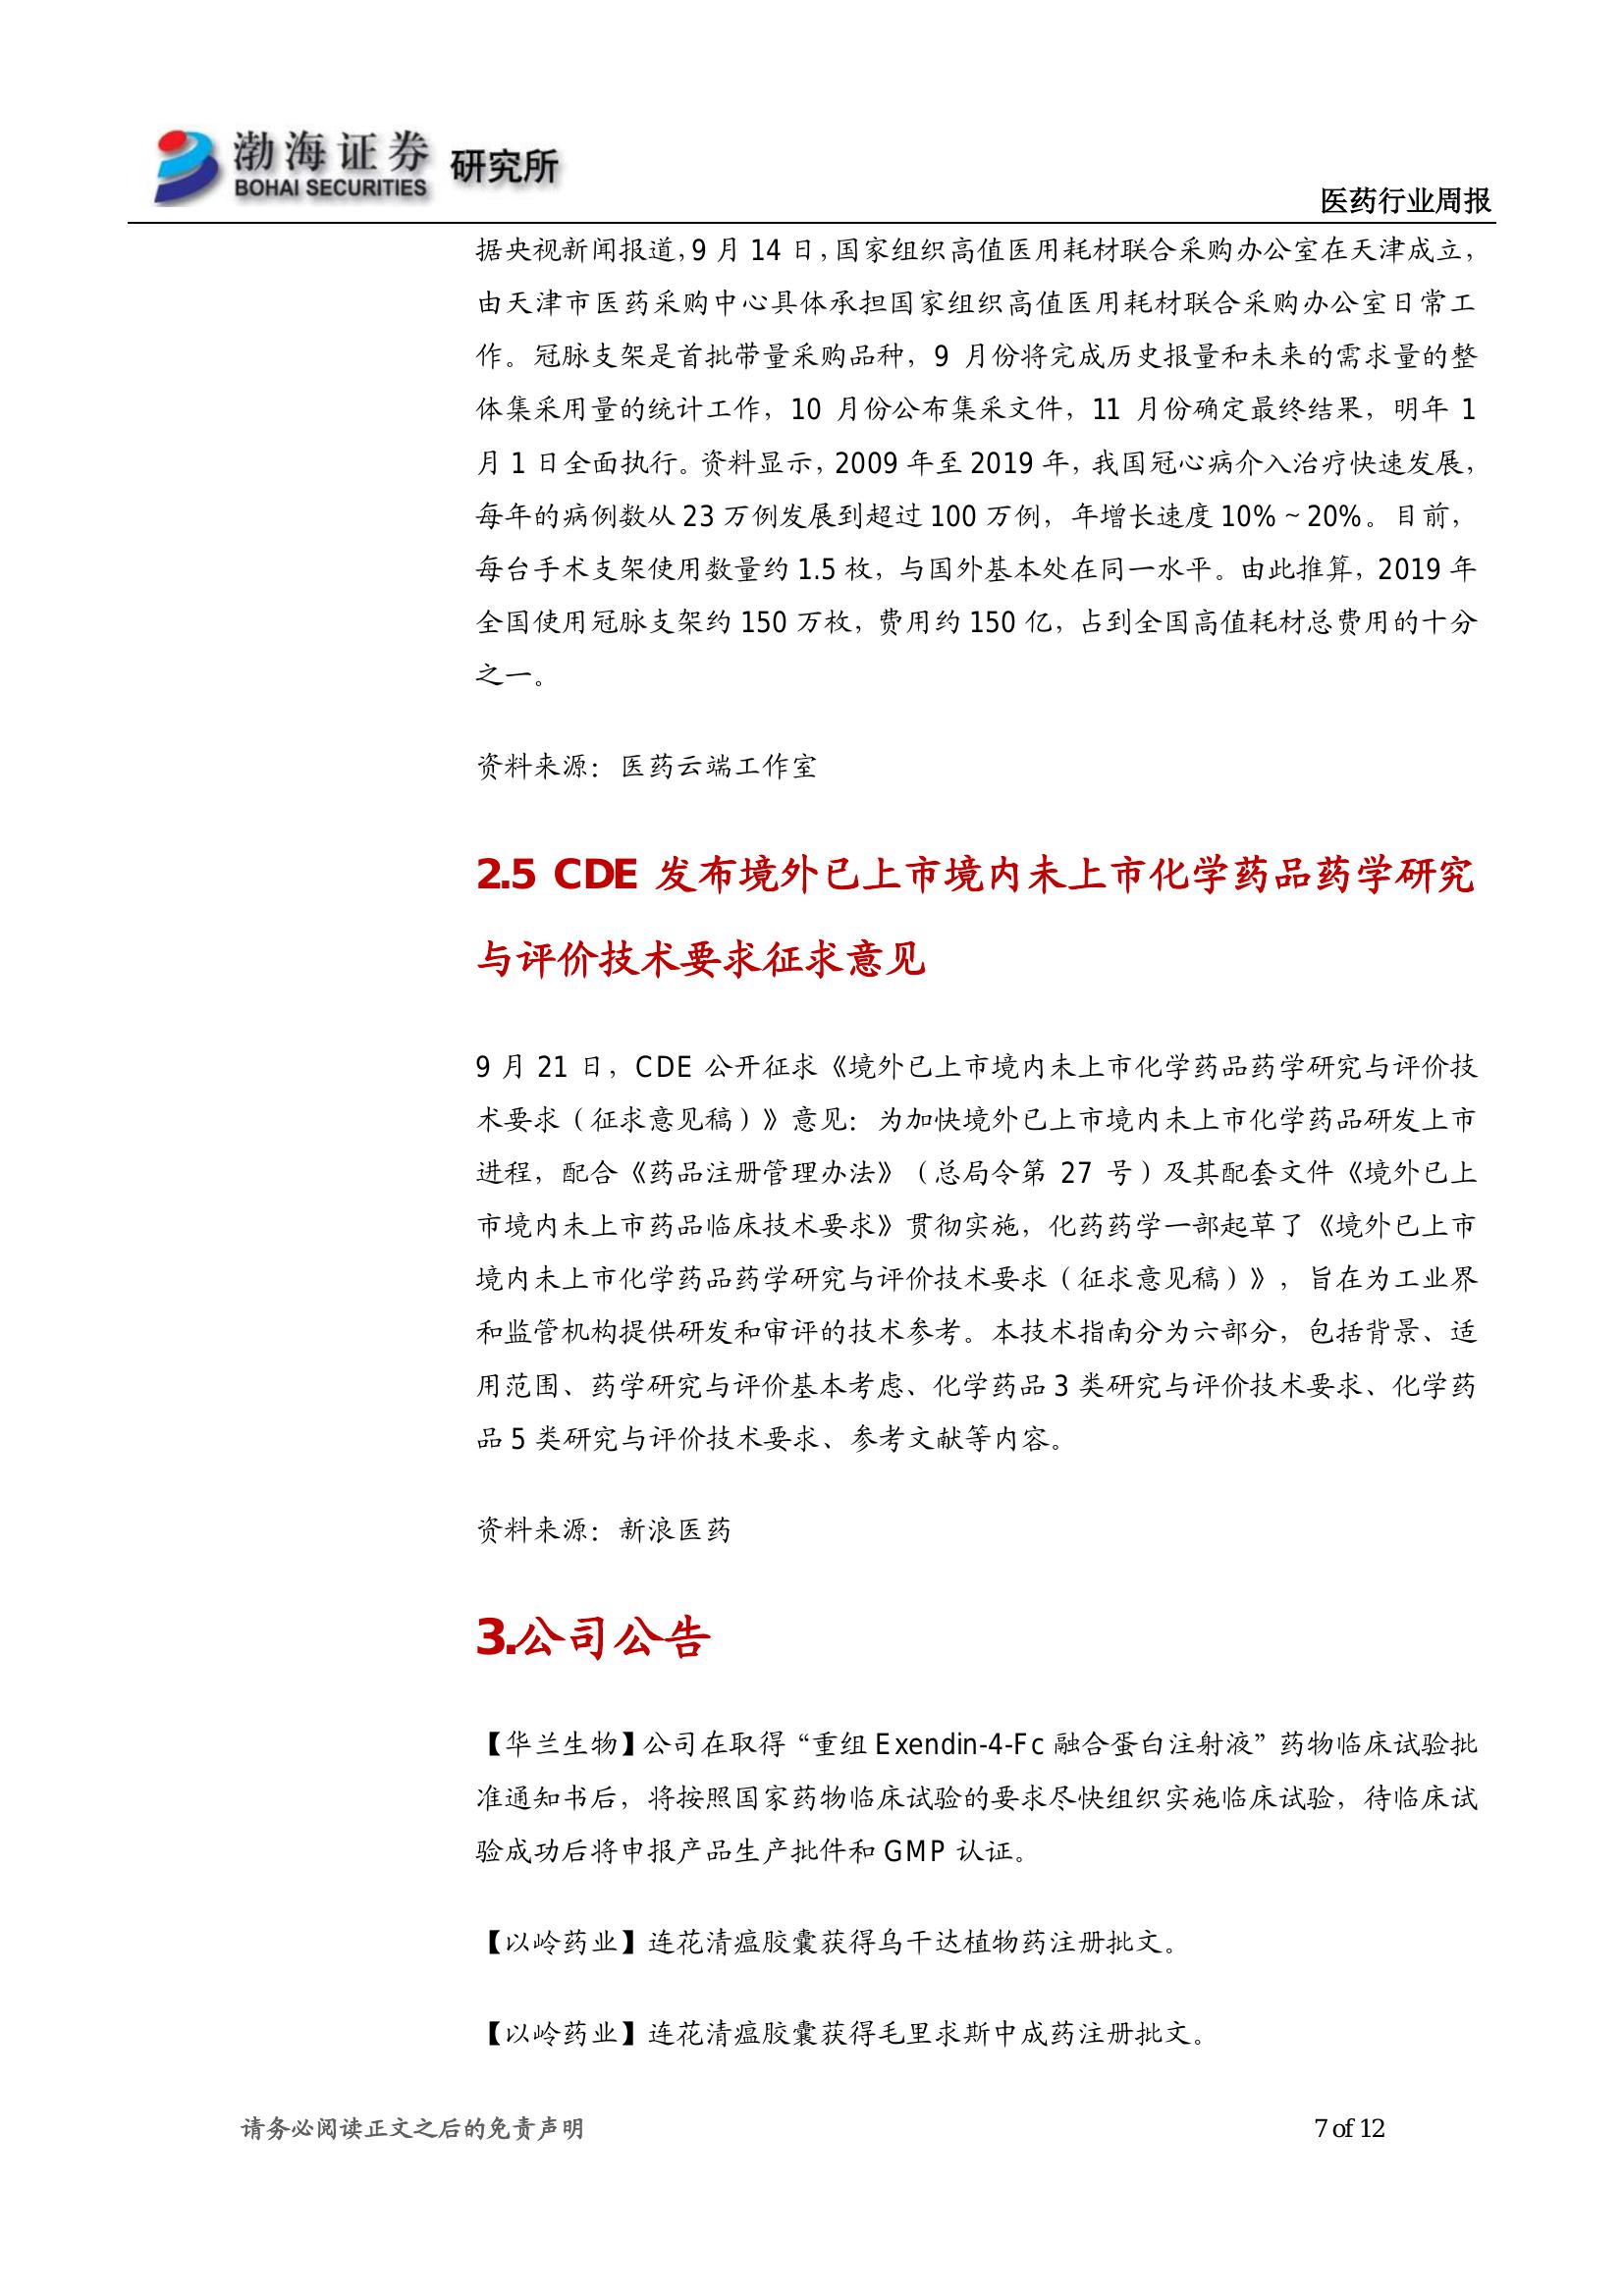 渤海证券 研究所
BOHAI SECURITIES
医药行业周报
据央视新闻报道，9 月 14 日，国家组织高值医用耗材联合采购办公室在天津成立，
由天津市医药采购中心具体承担国家组织高值医用耗材联合采购办公室日常工
作。冠脉支架是首批带量采购品种，9 月份将完成历史报量和未来的需求量的整
体集采用量的统计工作，10 月份公布集采文件，11 月份确定最终结果，明年 1
月 1 日全面执行。资料显示，2009 年至 2019 年，我国冠心病介入治疗快速发展，
每年的病例数从 23 万例发展到超过 100 万例，年增长速度 10%~20%。目前，
每台手术支架使用数量约 1.5 枚，与国外基本处在同一水平。由此推算，2019 年
全国使用冠脉支架约 150 万枚，费用约 150 亿，占到全国高值耗材总费用的十分
之一。
资料来源：医药云端工作室
2.5 CDE 发布境外已上市境内未上市化学药品药学研究
与评价技术要求征求意见
9 月 21 日，CDE 公开征求《境外已上市境内未上市化学药品药学研究与评价技
术要求（征求意见稿）》意见：为加快境外已上市境内未上市化学药品研发上市
进程，配合《药品注册管理办法》（总局令第 27 号）及其配套文件《境外已上
市境内未上市药品临床技术要求》贯彻实施，化药药学一部起草了《境外已上市
境内未上市化学药品药学研究与评价技术要求（征求意见稿）》，旨在为工业界
和监管机构提供研发和审评的技术参考。本技术指南分为六部分，包括背景、适
用范围、药学研究与评价基本考虑、化学药品 3 类研究与评价技术要求、化学药
品 5 类研究与评价技术要求、参考文献等内容。
资料来源：新浪医药
3.公司公告
【华兰生物】公司在取得“重组 Exendin-4-Fc 融合蛋白注射液”药物临床试验批
准通知书后，将按照国家药物临床试验的要求尽快组织实施临床试验，待临床试
验成功后将申报产品生产批件和 GMP 认证。
【以岭药业】连花清瘟胶囊获得乌干达植物药注册批文。
【以岭药业】连花清瘟胶囊获得毛里求斯中成药注册批文。
请务必阅读正文之后的免责声明
7 of 12